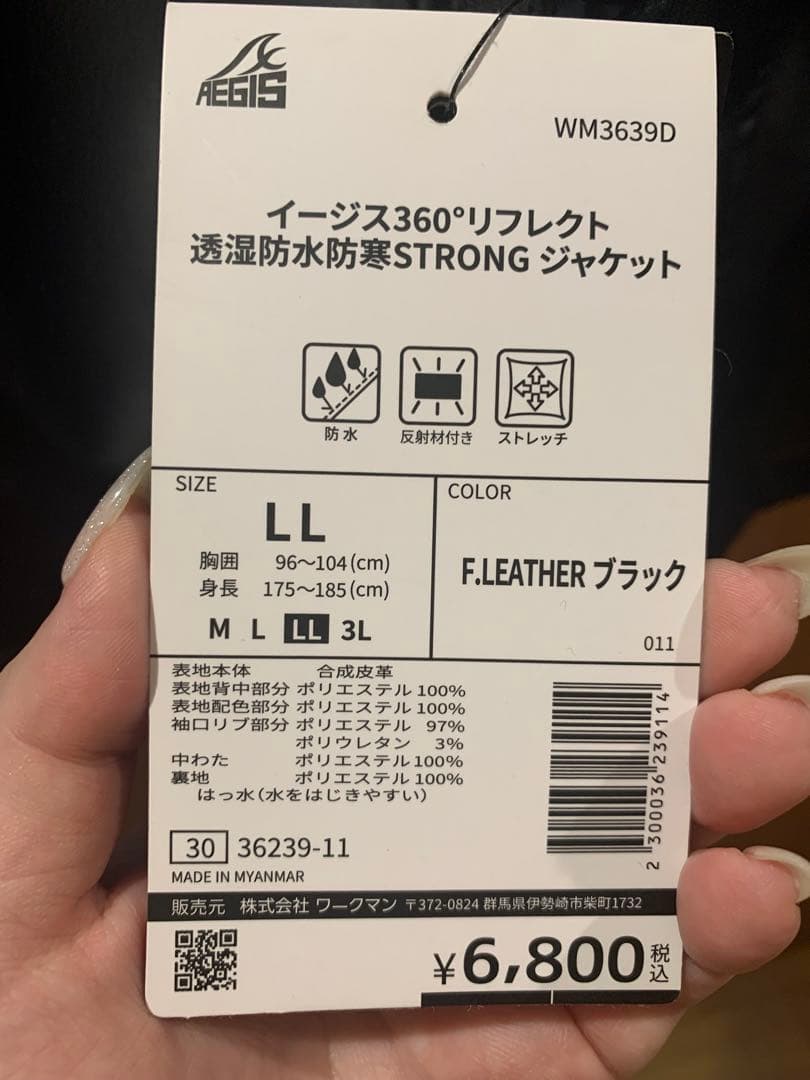 AEGIS
WM3639D
イージス360°リフレクト
透湿防水防寒STRONG ジャケット
防水
反射材付き
ストレッチ
SIZE
LL
胸囲 96～104(cm)
身長 175～185(cm)
M L LL 3L
COLOR
F.LEATHER ブラック
011
表地本体 合成皮革
表地背中部分 ポリエステル 100%
表地配色部分 ポリエステル 100%
袖口リブ部分 ポリエステル 97%
ポリウレタン 3%
中わた ポリエステル100%
裏地 ポリエステル100%
はっ水(水をはじきやすい)
2 300036 239114
30 36239-11
MADE IN MYANMAR
販売元 株式会社 ワークマン 〒372-0824 群馬県伊勢崎市柴町1732
¥6,800税込